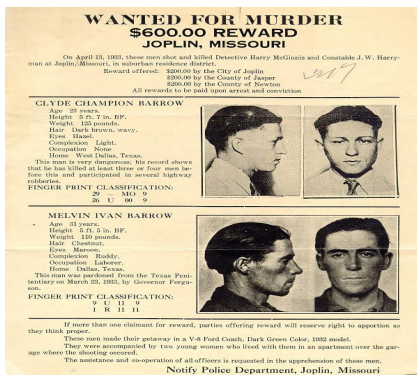 WANTED FOR MURDER
$600.00 REWARD
JOPLIN, MISSOURI
On April 13, 1933, these men shot and killed Detective Harry McGinnis and Constable J. W. Harry-
man at Joplin, Missouri, in suburban residence district.
Reward offered: $200.00 by the City of Joplin
$200.00 by the County of Jasper
$200.00 by the County of Newton
All rewards to be paid upon arrest and conviction
CLYDE CHAMPION BARROW
Age 23 years.
Height 5 ft. 7 in. BF.
Weight 125 pounds.
Hair Dark brown, wavy.
Eyes Hazel.
Complexion Light.
Occupation None
Home West Dallas, Texas.
This man is very dangerous; his record shows
that he has killed at least three or four men be-
fore this and participated in several highway
robberies.
FINGER PRINT CLASSIFICATION:
29 — MO 9
26 U 00 9
MELVIN IVAN BARROW
Age 31 years.
Height 5 ft. 5 in. BF.
Weight 110 pounds.
Hair Chestnut.
Eyes Maroon.
Complexion Ruddy.
Occupation Laborer.
Home Dallas, Texas.
This man was pardoned from the Texas Peni-
tentiary on March 23, 1933, by Governor Fergu-
son.
FINGER PRINT CLASSIFICATION:
9 U 11 9
1 R 11 11
If more than one claimant for reward, parties offering reward will reserve right to apportion as
they think proper.
These men made their getaway in a V-8 Ford Coach, Dark Green Color, 1932 model.
They were accompanied by two young women who lived with them in an apartment over the gar-
age where the shooting occured.
The assistance and co-operation of all officers is requested in the apprehension of these men.
Notify Police Department, Joplin, Missouri